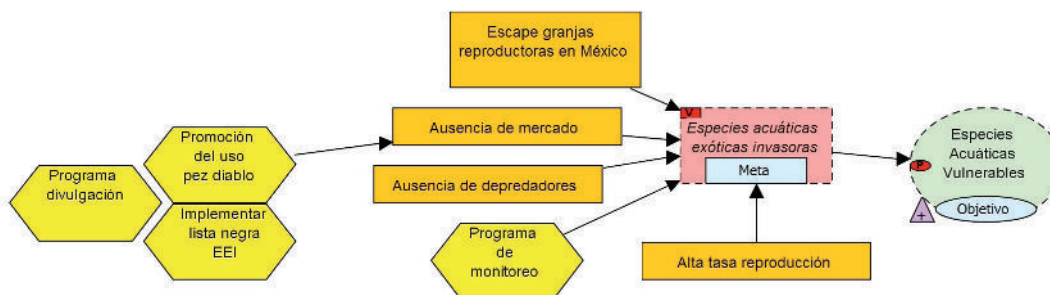 Programa
divulgación
Promoción
del uso
pez diablo
Implementar
lista negra
EEI
Escape granjas
reproductoras en México
Ausencia de mercado
Ausencia de depredadores
Programa
de
monitoreo
V
Especies acuáticas
exóticas invasoras
Meta
Alta tasa reproducción
Especies
Acuáticas
Vulnerables
P
+
Objetivo